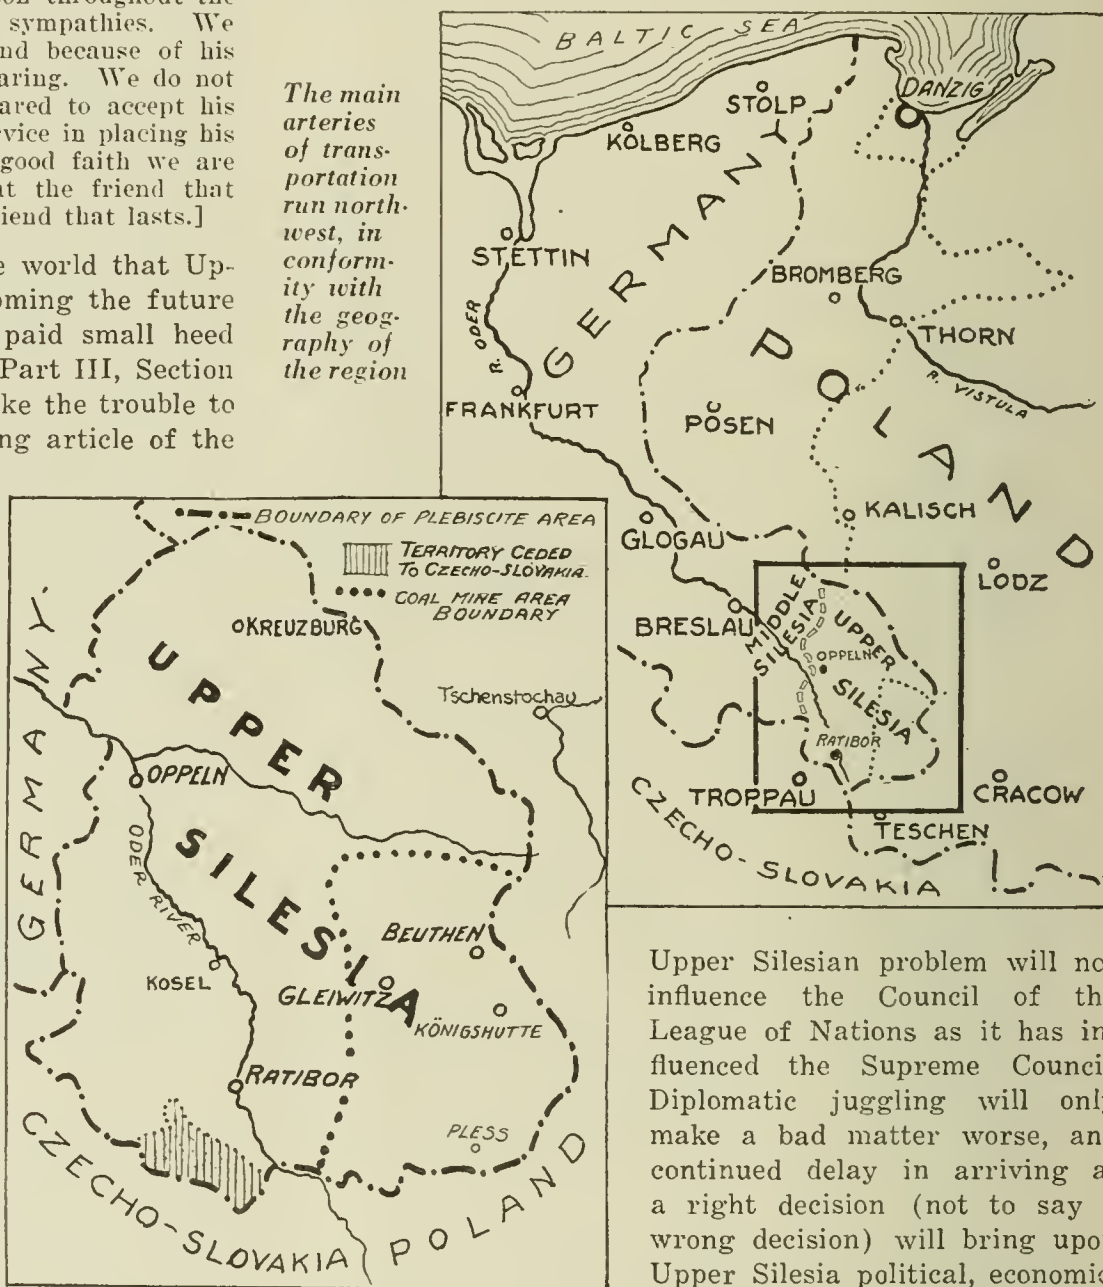 sympathies. We
nd because of his
aring. We do not
ared to accept his
rvice in placing his
good faith we are
at the friend that
iend that lasts.]
e world that Up-
oming the future
paid small heed
Part III, Section
ke the trouble to
ng article of the
The main
arteries
of trans-
portation
run north-
west, in
conform-
ity with
the geog-
raphy of
the region
BALTIC SEA
DANZIG
STOLP
KOLBERG
GERMANY
STETTIN
BROMBERG
R. ODER
THORN
POLAND
R. VISTULA
FRANKFURT
POSEN
KALISCH
GLOGAU
LODZ
BRESLAU
MIDDLE
SILESIA
UPPER
SILESIA
OPPELN
RATIBOR
TROPPAU
CRACOW
TESCHEN
CZECHO-SLOVAKIA
BOUNDARY OF PLEBISCITE AREA
TERRITORY CEDED
TO CZECHO-SLOVAKIA.
COAL MINE AREA
BOUNDARY
KREUZBURG
UPPER
SILESIA
Tschenstochau
GERMANY.
OPPELN
ODER RIVER
BEUTHEN
KOSEL
GLEIWITZ
KÖNIGSHUTTE
RATIBOR
PLESS
CZECHO-SLOVAKIA
POLAND
Upper Silesian problem will no
influence the Council of th
League of Nations as it has in
fluenced the Supreme Counci
Diplomatic juggling will onl
make a bad matter worse, an
continued delay in arriving a
a right decision (not to say
wrong decision) will bring upo
Upper Silesia political, economic